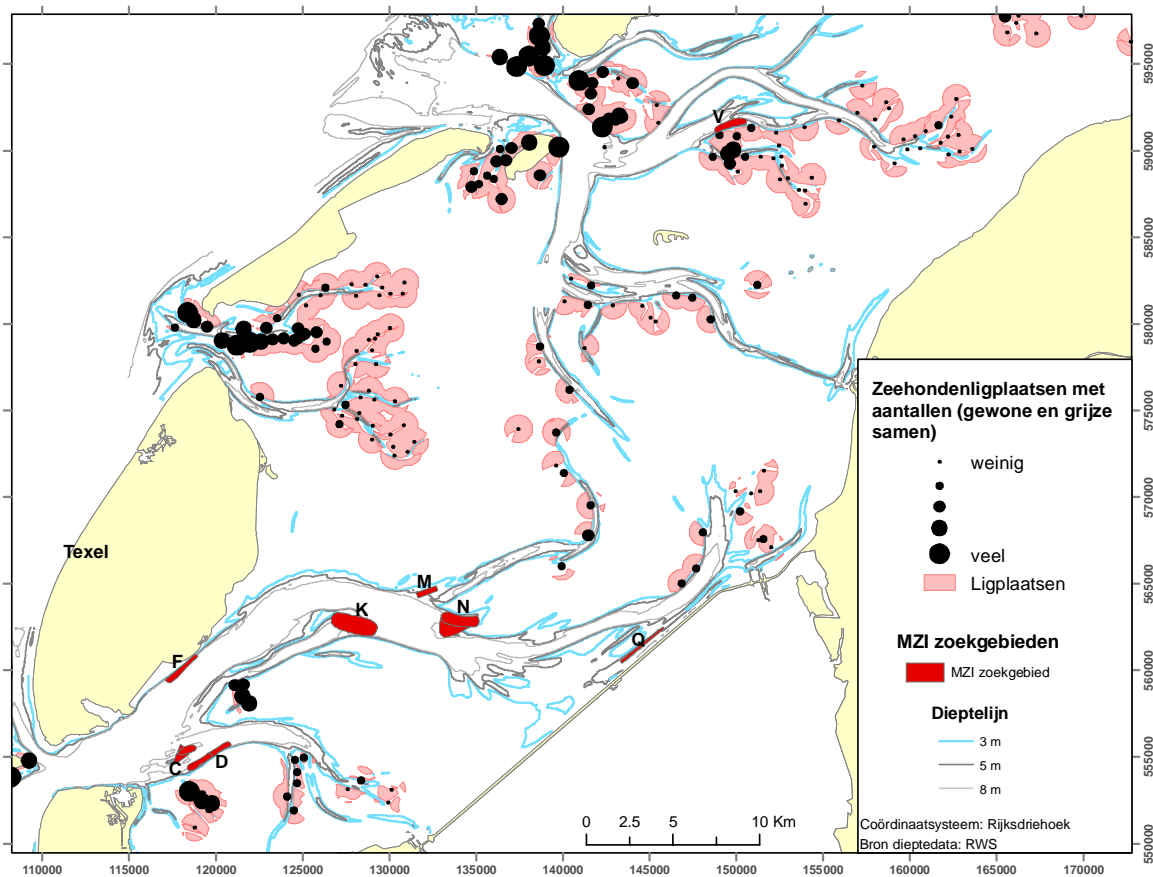 V
Texel
M
K
N
F
Q
C
D
Zeehondenligplaatsen met
aantallen (gewone en grijze
samen)
weinig
veel
Ligplaatsen
MZI zoekgebieden
MZI zoekgebied
Dieptelijn
3 m
5 m
8 m
Coördinaatsysteem: Rijksdriehoek
Bron dieptedata: RWS
0 2.5 5 10 Km
595000
590000
585000
580000
575000
570000
565000
560000
555000
550000
110000 115000 120000 125000 130000 135000 140000 145000 150000 155000 160000 165000 170000